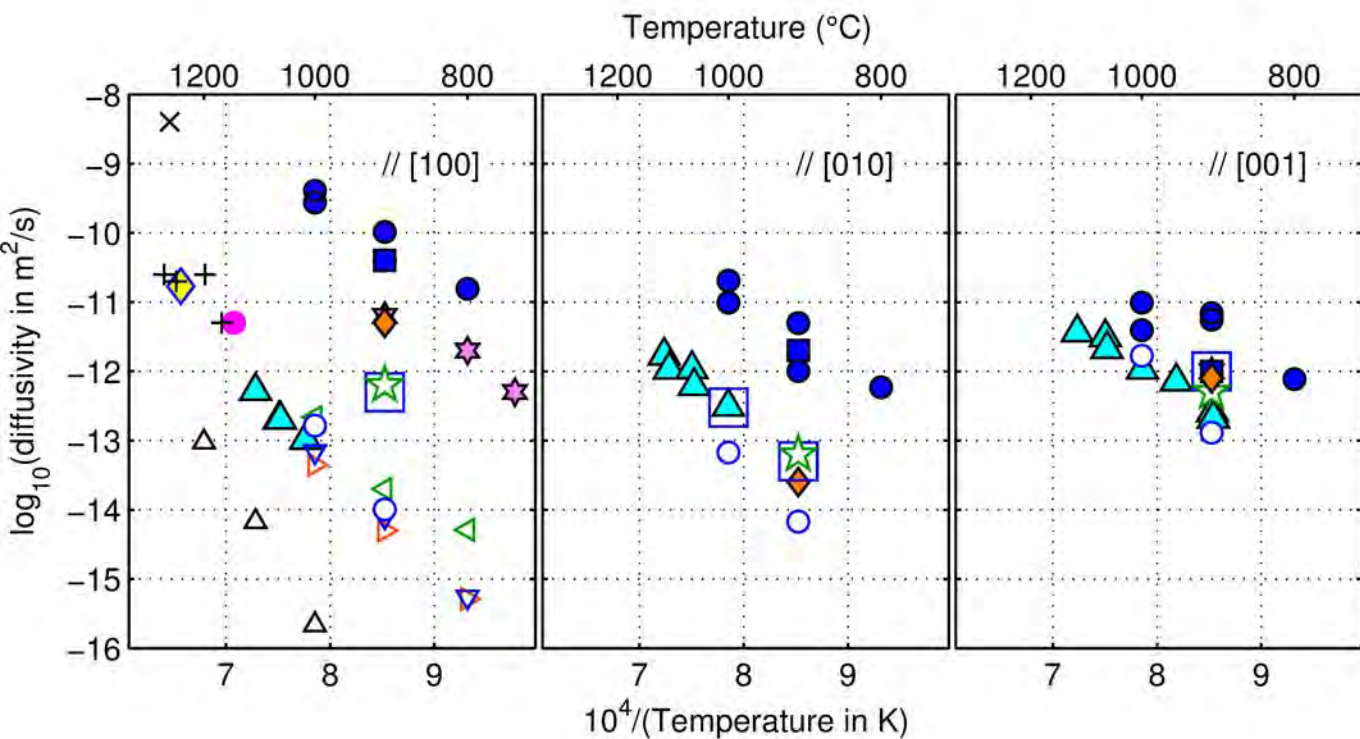 Temperature (°C)
1200 1000 800 1200 1000 800 1200 1000 800
−8
// [100] // [010] // [001]
−9
−10
−11
−12
−13
−14
−15
−16
log₁₀(diffusivity in m²/s)
7 8 9 7 8 9 7 8 9
10⁴/(Temperature in K)